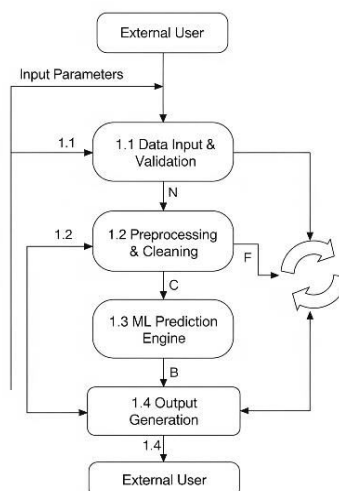 External User
Input Parameters
1.1
1.1 Data Input &
Validation
N
1.2
1.2 Preprocessing
& Cleaning
F
C
1.3 ML Prediction
Engine
B
1.4 Output
Generation
1.4
External User